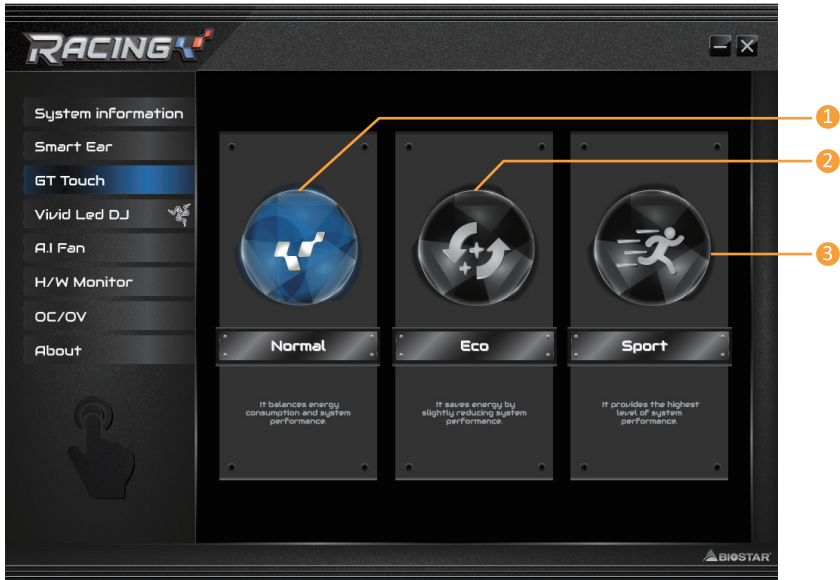 RACING
System information
Smart Ear
GT Touch
Vivid Led DJ
A.I Fan
H/W Monitor
OC/OV
About
1
2
3
Normal
Eco
Sport
It balances energy
consumption and system
performance.
It saves energy by
slightly reducing system
performance.
It provides the highest
level of system
performance.
BIOSTAR